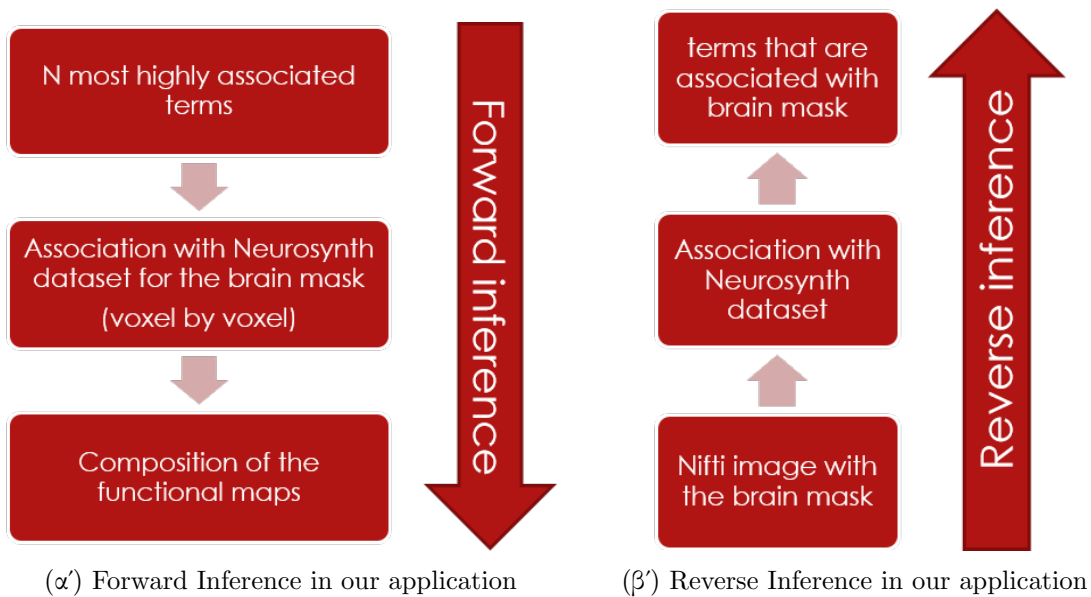 N most highly associated
terms
Association with Neurosynth
dataset for the brain mask
(voxel by voxel)
Composition of the
functional maps
Forward inference
(α΄) Forward Inference in our application
terms that are
associated with
brain mask
Association with
Neurosynth
dataset
Nifti image with
the brain mask
Reverse inference
(β΄) Reverse Inference in our application